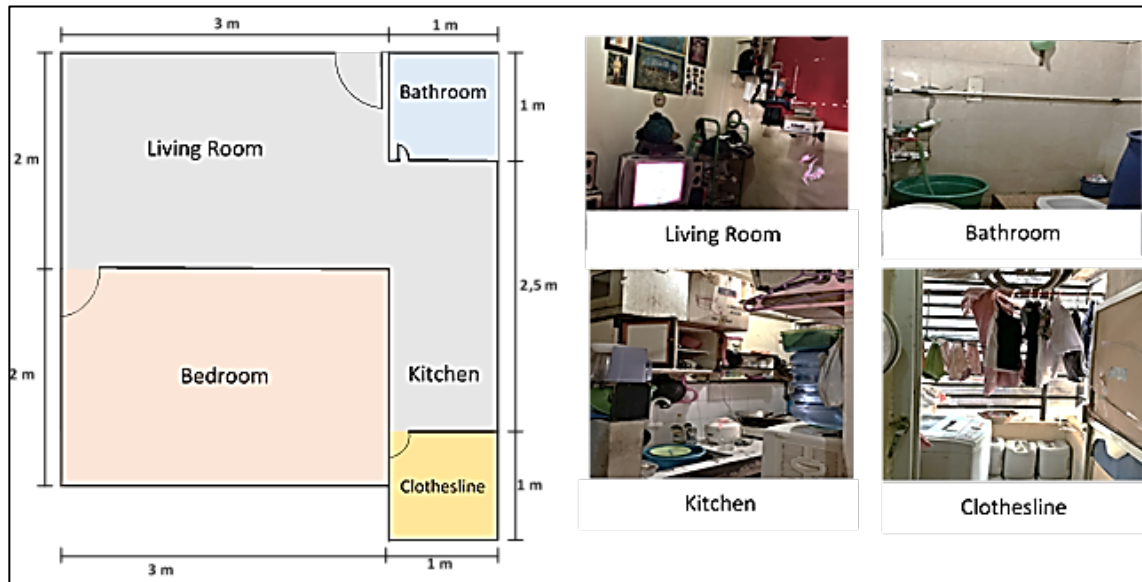 3 m
1 m
Bathroom
1 m
Living Room
2 m
2,5 m
Bedroom
Kitchen
2 m
Clothesline
1 m
3 m
1 m
Living Room
Bathroom
Kitchen
Clothesline